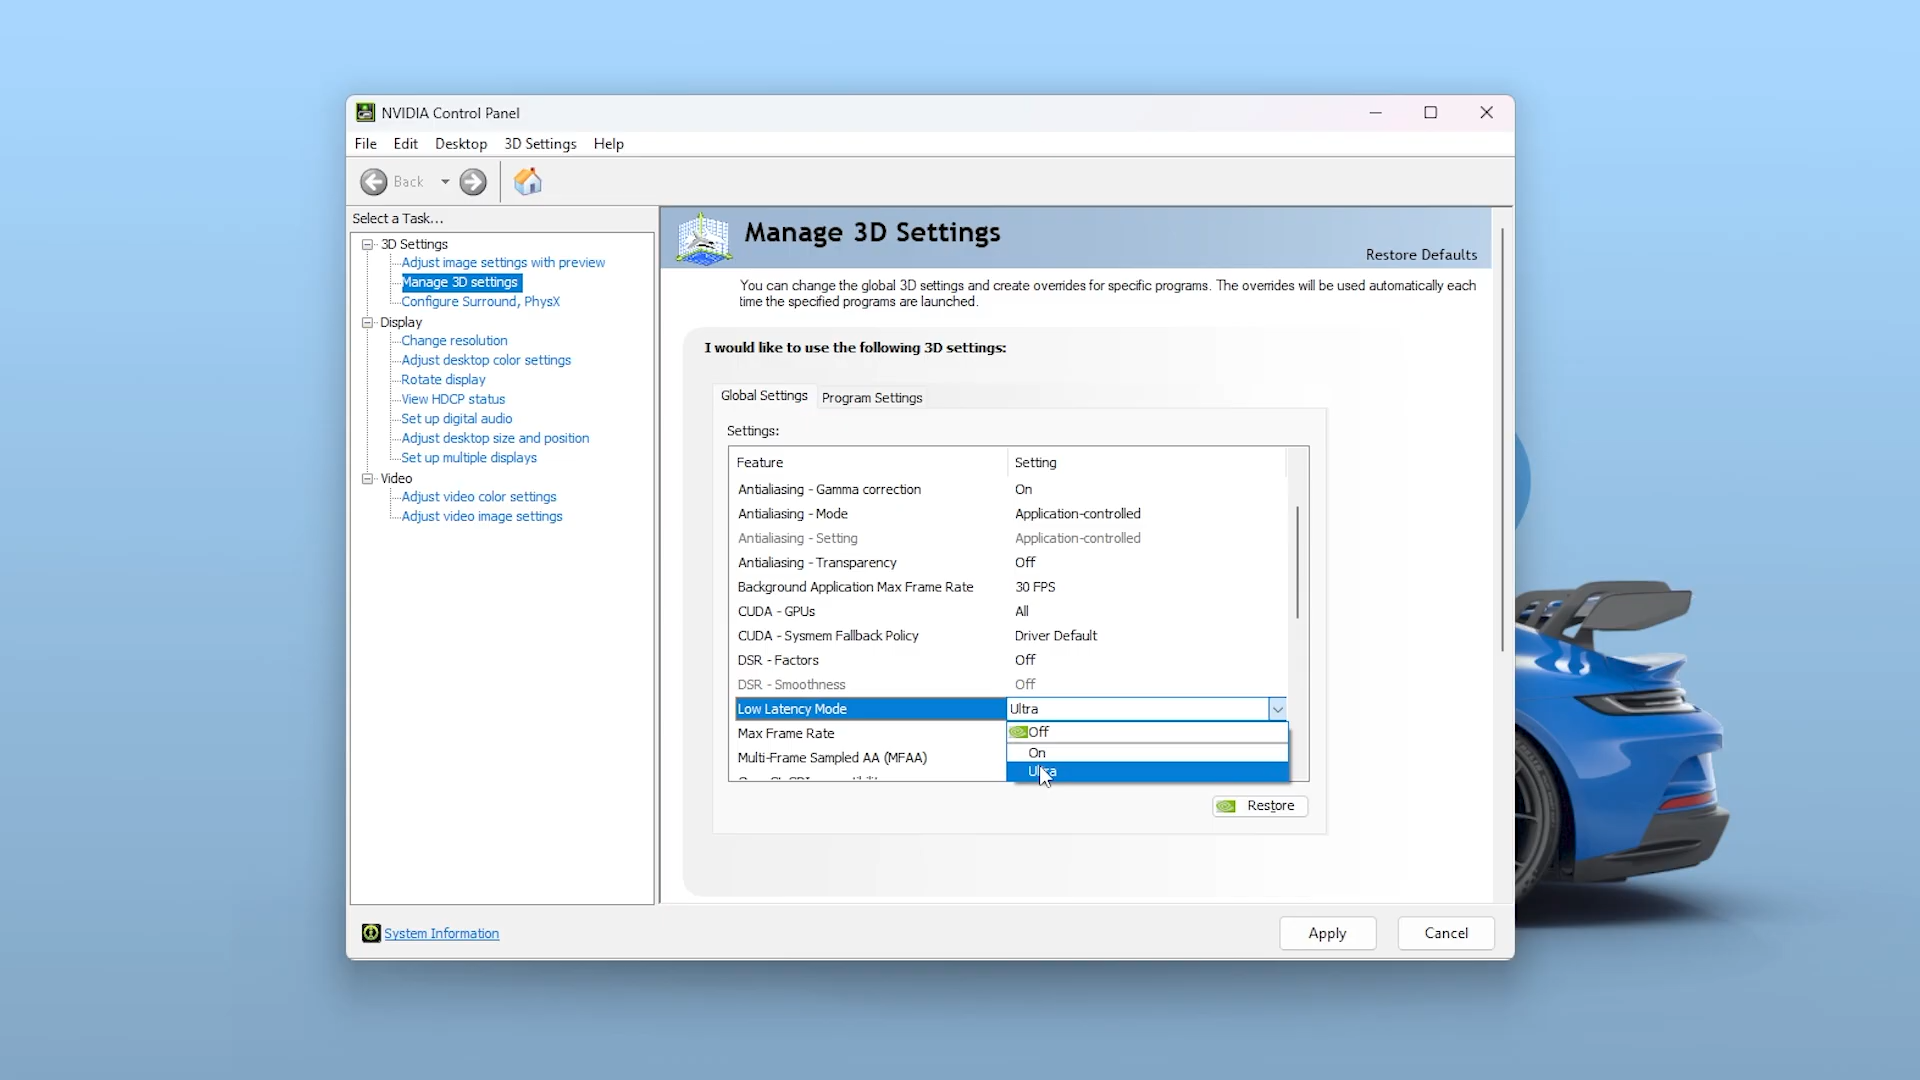 NVIDIA Control Panel
File Edit Desktop 3D Settings Help
Back
Select a Task...
3D Settings
Adjust image settings with preview
Manage 3D settings
Configure Surround, PhysX
Display
Change resolution
Adjust desktop color settings
Rotate display
View HDCP status
Set up digital audio
Adjust desktop size and position
Set up multiple displays
Video
Adjust video color settings
Adjust video image settings
System Information
Manage 3D Settings
Restore Defaults
You can change the global 3D settings and create overrides for specific programs. The overrides will be used automatically each
time the specified programs are launched.
I would like to use the following 3D settings:
Global Settings Program Settings
Settings:
Feature Setting
Antialiasing - Gamma correction On
Antialiasing - Mode Application-controlled
Antialiasing - Setting Application-controlled
Antialiasing - Transparency Off
Background Application Max Frame Rate 30 FPS
CUDA - GPUs All
CUDA - Sysmem Fallback Policy Driver Default
DSR - Factors Off
DSR - Smoothness Off
Low Latency Mode Ultra
Max Frame Rate Off
Multi-Frame Sampled AA (MFAA) On
Ultra
Restore
Apply Cancel